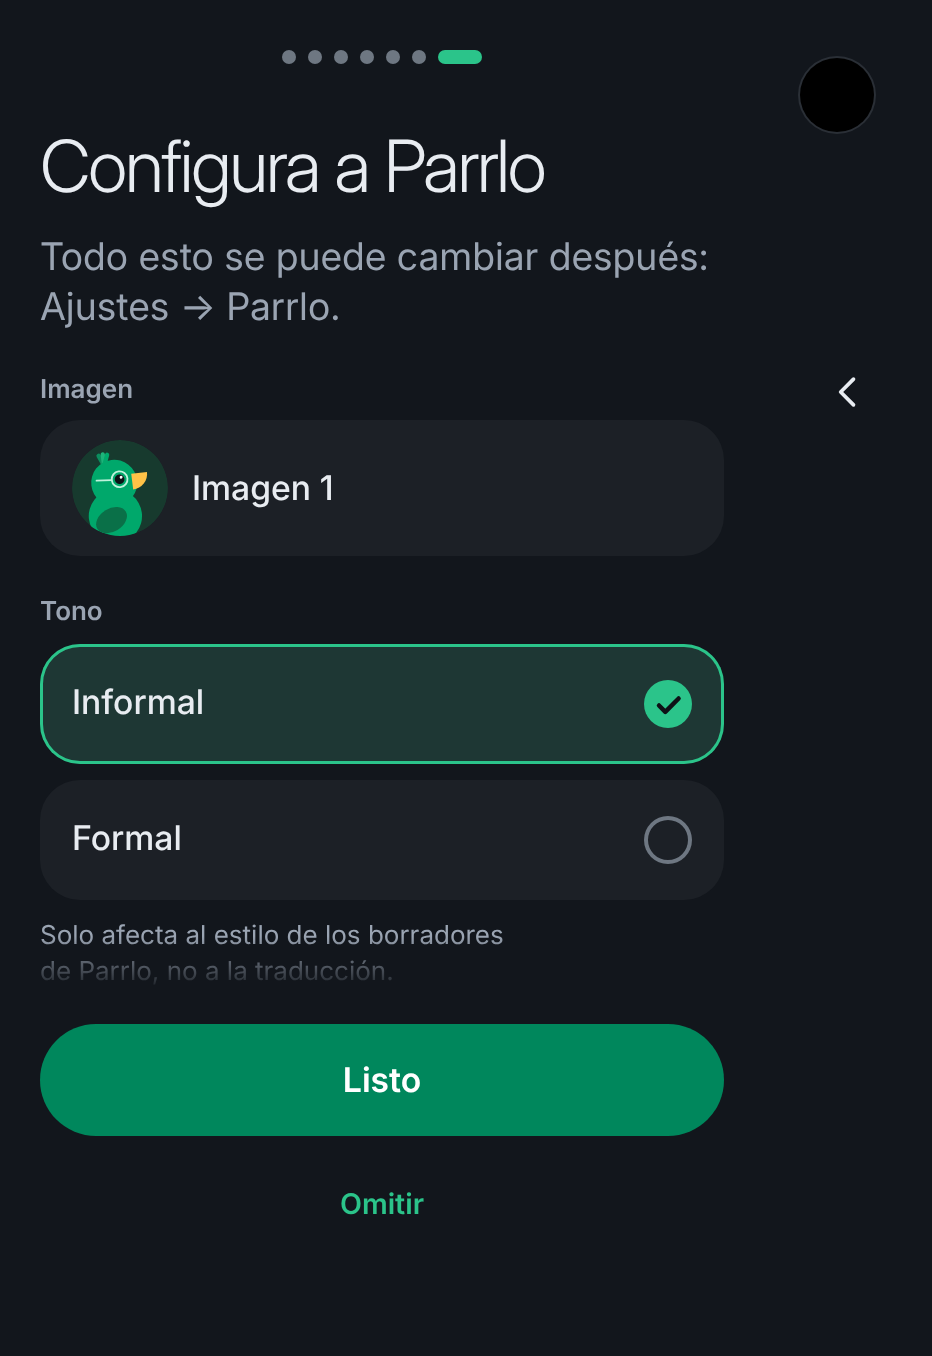 Configura a Parrlo
Todo esto se puede cambiar después:
Ajustes → Parrlo.
Imagen
Imagen 1
Tono
Informal
Formal
Solo afecta al estilo de los borradores
de Parrlo, no a la traducción.
Listo
Omitir